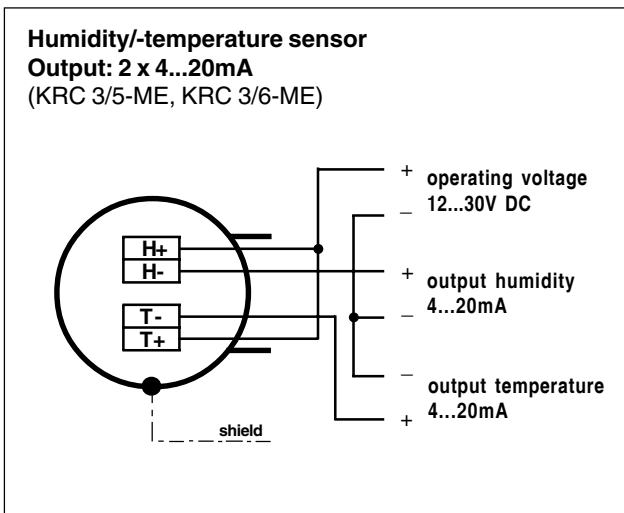 Humidity/-temperature sensor
Output: 2 x 4...20mA
(KRC 3/5-ME, KRC 3/6-ME)
+ operating voltage
– 12...30V DC
H+
H-
+ output humidity
4...20mA
–
T-
T+
– output temperature
+ 4...20mA
shield